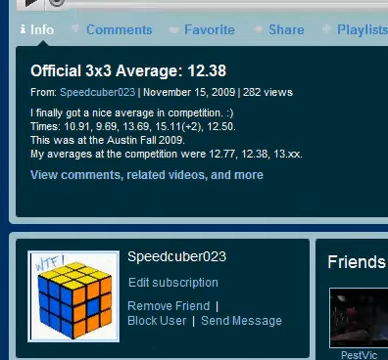 Info Comments Favorite Share Playlists
Official 3x3 Average: 12.38
From: Speedcuber023 | November 15, 2009 | 282 views
I finally got a nice average in competition. :)
Times: 10.91, 9.69, 13.69, 15.11(+2), 12.50.
This was at the Austin Fall 2009.
My averages at the competition were 12.77, 12.38, 13.xx.
View comments, related videos, and more
WTF!
Speedcuber023
Edit subscription
Remove Friend |
Block User | Send Message
Friends
PestVic